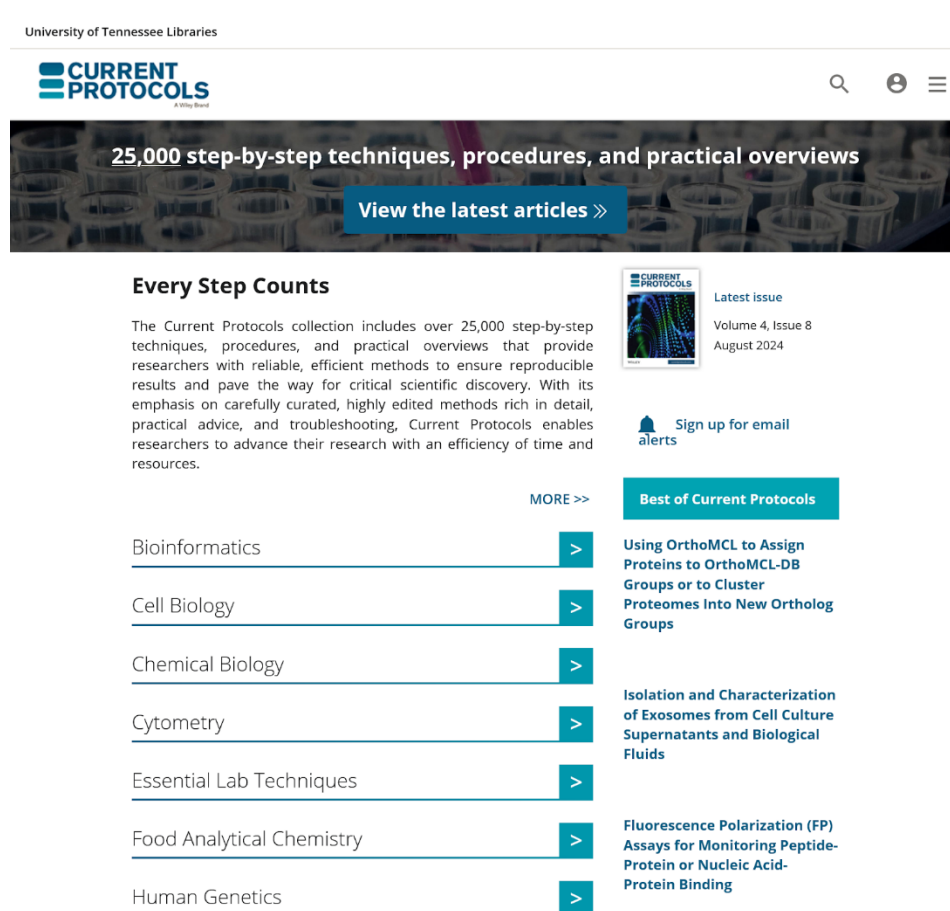 University of Tennessee Libraries
CURRENT
PROTOCOLS
A Wiley Brand
25,000 step-by-step techniques, procedures, and practical overviews
View the latest articles »
Every Step Counts
The Current Protocols collection includes over 25,000 step-by-step
techniques, procedures, and practical overviews that provide
researchers with reliable, efficient methods to ensure reproducible
results and pave the way for critical scientific discovery. With its
emphasis on carefully curated, highly edited methods rich in detail,
practical advice, and troubleshooting, Current Protocols enables
researchers to advance their research with an efficiency of time and
resources.
MORE >>
Bioinformatics >
Cell Biology >
Chemical Biology >
Cytometry >
Essential Lab Techniques >
Food Analytical Chemistry >
Human Genetics >
CURRENT
PROTOCOLS
Latest issue
Volume 4, Issue 8
August 2024
Sign up for email
alerts
Best of Current Protocols
Using OrthoMCL to Assign
Proteins to OrthoMCL-DB
Groups or to Cluster
Proteomes Into New Ortholog
Groups
Isolation and Characterization
of Exosomes from Cell Culture
Supernatants and Biological
Fluids
Fluorescence Polarization (FP)
Assays for Monitoring Peptide-
Protein or Nucleic Acid-
Protein Binding